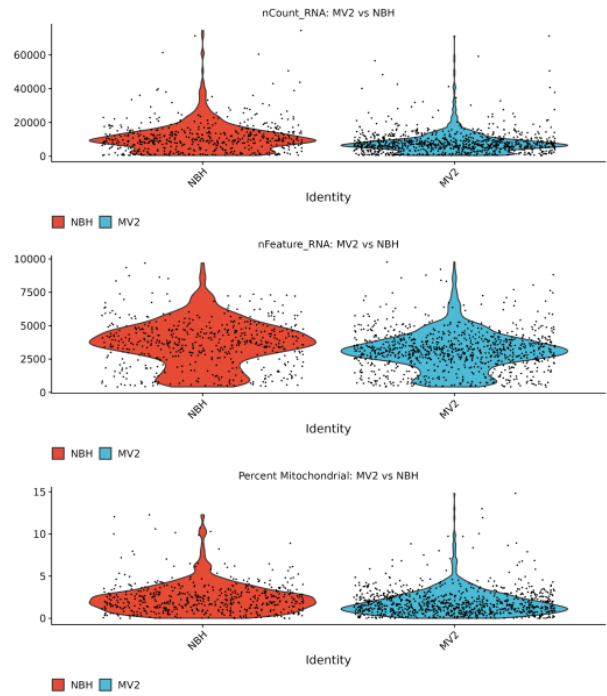 nCount_RNA: MV2 vs NBH
60000
40000
20000
0
NBH
MV2
Identity
NBH MV2
nFeature_RNA: MV2 vs NBH
10000
7500
5000
2500
0
NBH
MV2
Identity
NBH MV2
Percent Mitochondrial: MV2 vs NBH
15
10
5
0
NBH
MV2
Identity
NBH MV2